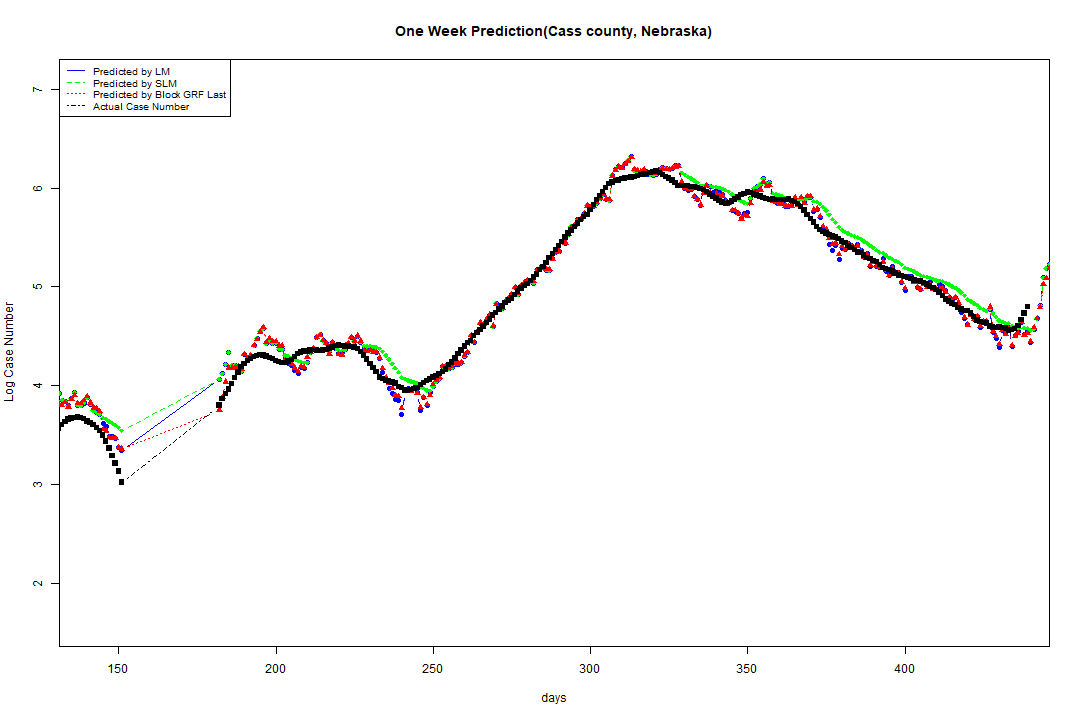 One Week Prediction(Cass county, Nebraska)
Predicted by LM
Predicted by SLM
Predicted by Block GRF Last
Actual Case Number
7
6
5
4
3
2
Log Case Number
150
200
250
300
350
400
days